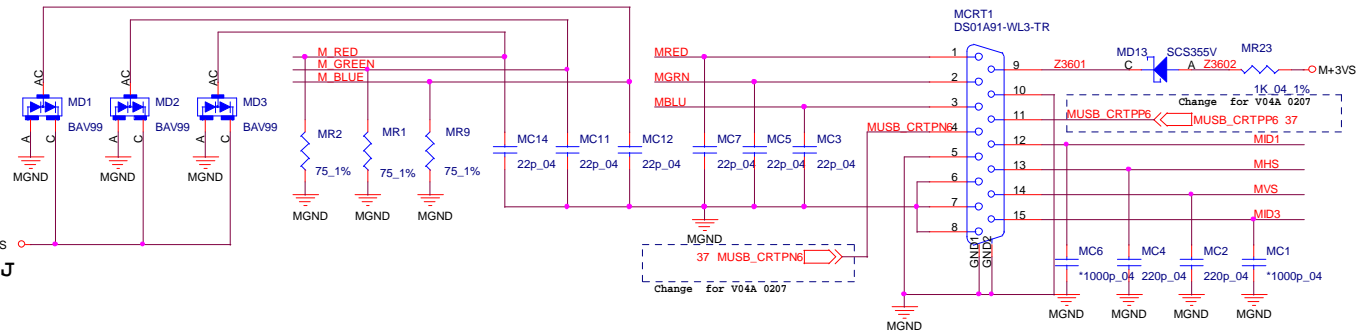 MCRT1
DS01A91-WL3-TR
M_RED
M_GREEN
M_BLUE
MRED
MGRN
MBLU
MUSB_CRTPN6
1
2
3
4
5
6
7
8
9
10
11
12
13
14
15
GND1
GND2
Z3601
MD13
SCS355V
C
A
Z3602
MR23
1K_04_1%
M+3VS
Change for V04A 0207
MUSB_CRTPP6
MUSB_CRTPP6 37
MID1
MHS
MVS
MID3
AC
AC
AC
MD1
BAV99
MD2
BAV99
MD3
BAV99
A
C
A
C
A
C
MGND
MGND
MGND
MR2
75_1%
MR1
75_1%
MR9
75_1%
MGND
MGND
MGND
MC14
22p_04
MC11
22p_04
MC12
22p_04
MC7
22p_04
MC5
22p_04
MC3
22p_04
MGND
37 MUSB_CRTPN6
Change for V04A 0207
MC6
*1000p_04
MC4
220p_04
MC2
220p_04
MC1
*1000p_04
MGND
MGND
MGND
MGND
MGND
S
J